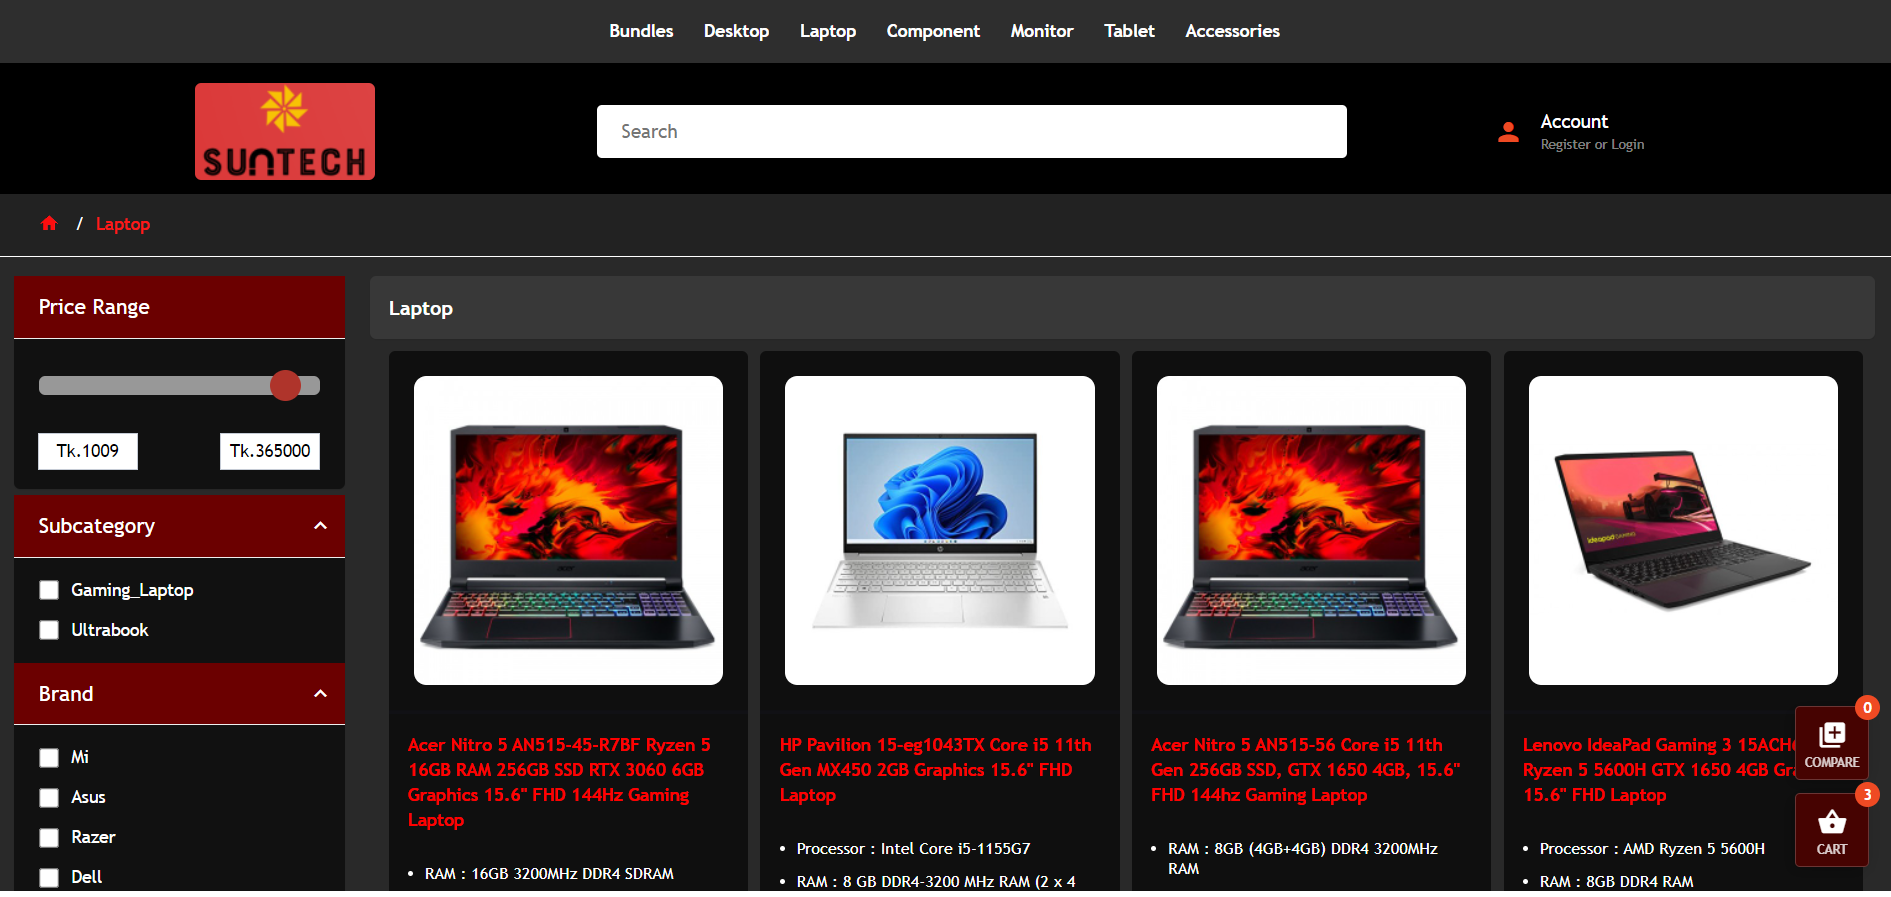 Bundles Desktop Laptop Component Monitor Tablet Accessories
SUNTECH
Search
Account
Register or Login
/ Laptop
Price Range
Tk.1009 Tk.365000
Subcategory
Gaming_Laptop
Ultrabook
Brand
Mi
Asus
Razer
Dell
Laptop
acer
Acer Nitro 5 AN515-45-R7BF Ryzen 5
16GB RAM 256GB SSD RTX 3060 6GB
Graphics 15.6" FHD 144Hz Gaming
Laptop
• RAM : 16GB 3200MHz DDR4 SDRAM
hp
HP Pavilion 15-eg1043TX Core i5 11th
Gen MX450 2GB Graphics 15.6" FHD
Laptop
• Processor : Intel Core i5-1155G7
• RAM : 8 GB DDR4-3200 MHz RAM (2 x 4
acer
Acer Nitro 5 AN515-56 Core i5 11th
Gen 256GB SSD, GTX 1650 4GB, 15.6"
FHD 144hz Gaming Laptop
• RAM : 8GB (4GB+4GB) DDR4 3200MHz
RAM
ideapad GAMING
Lenovo IdeaPad Gaming 3 15ACH
Ryzen 5 5600H GTX 1650 4GB Gr
15.6" FHD Laptop
• Processor : AMD Ryzen 5 5600H
• RAM : 8GB DDR4 RAM
0
COMPARE
3
CART